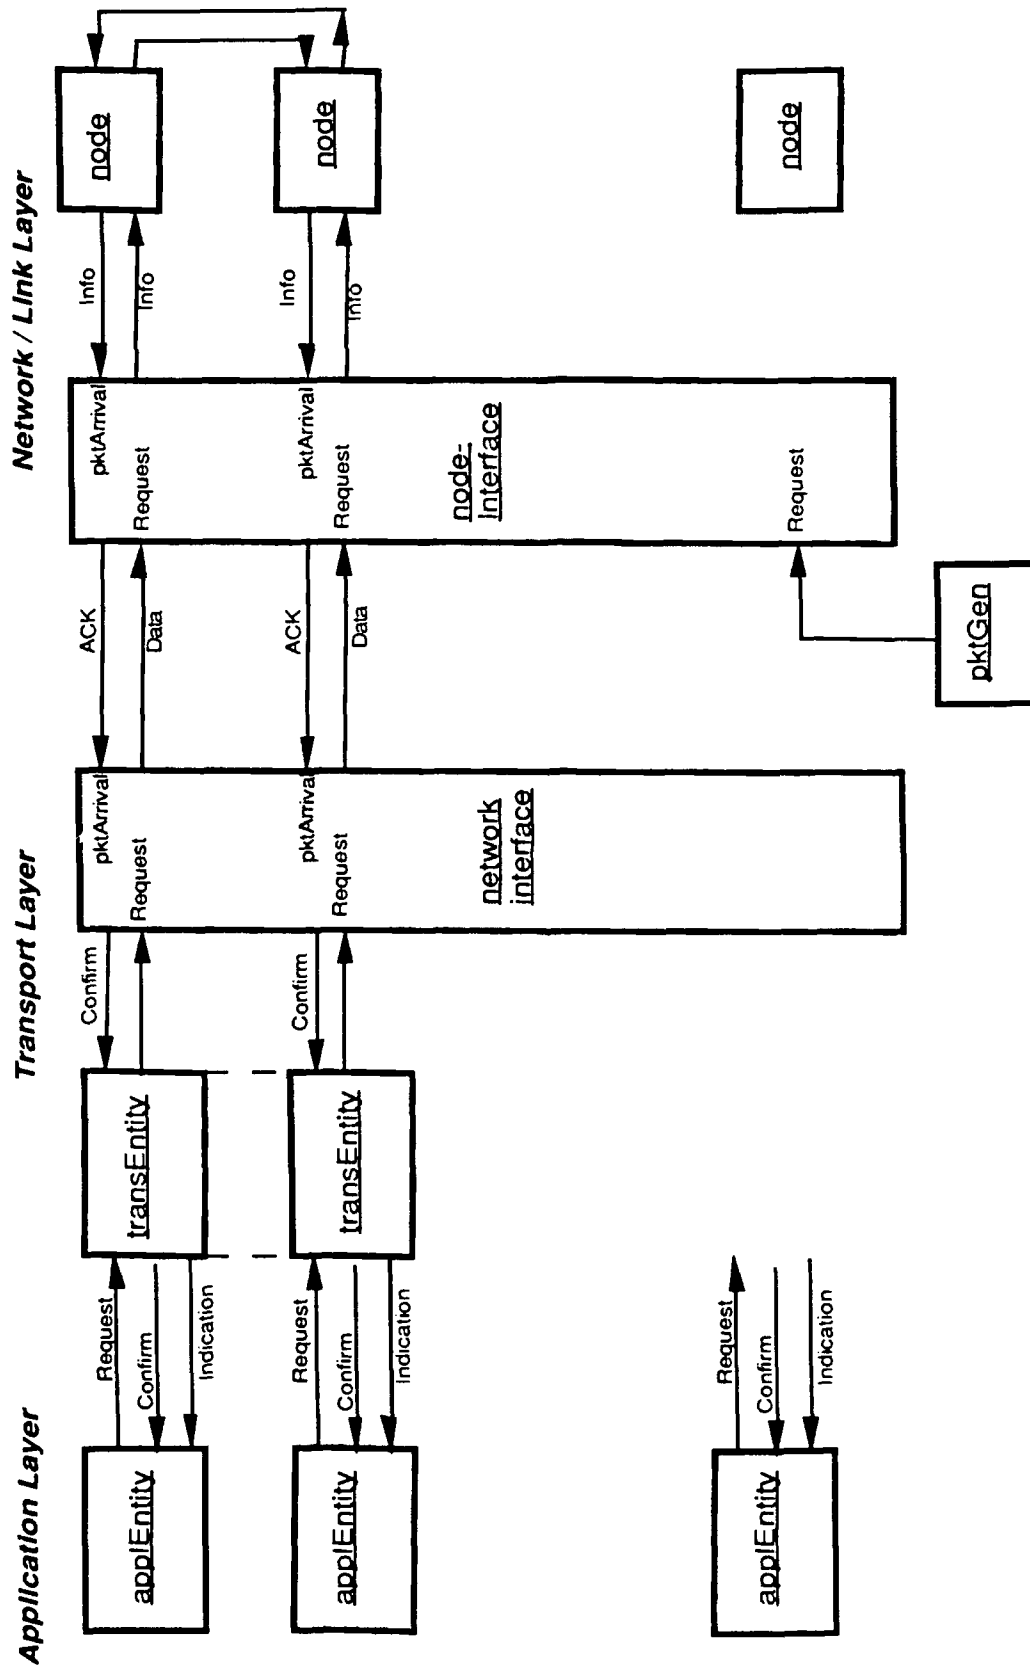 Application Layer
Transport Layer
Network / Link Layer
applEntity
Request
Confirm
Indication
transEntity
Confirm
pktArrival
Request
ACK
Data
pktArrival
Request
Info
Info
node
applEntity
Request
Confirm
Indication
transEntity
Confirm
pktArrival
Request
ACK
Data
pktArrival
Request
Info
Info
node
network
interface
node-
Interface
applEntity
Request
Confirm
Indication
Request
node
pktGen